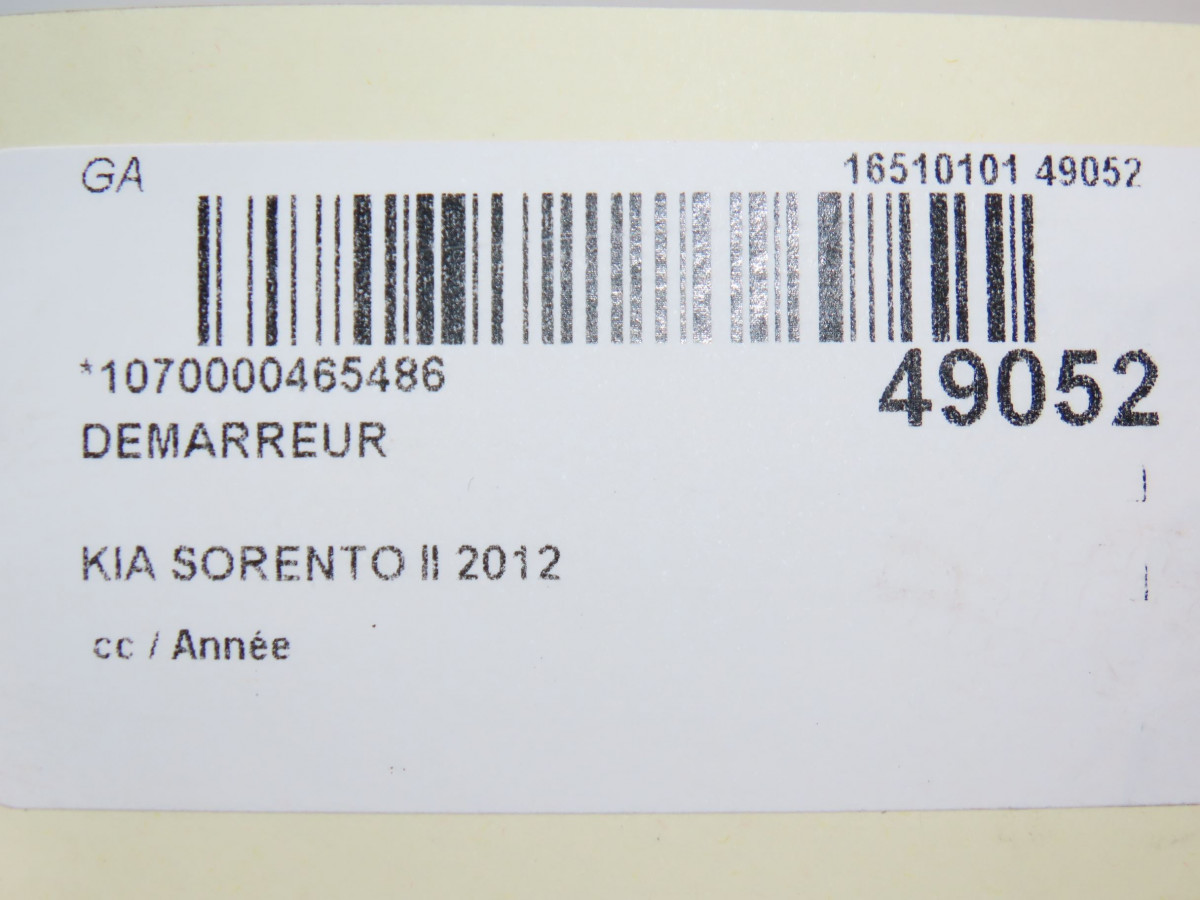 GA
16510101 49052
*1070000465486
49052
DEMARREUR
KIA SORENTO II 2012
cc / Année